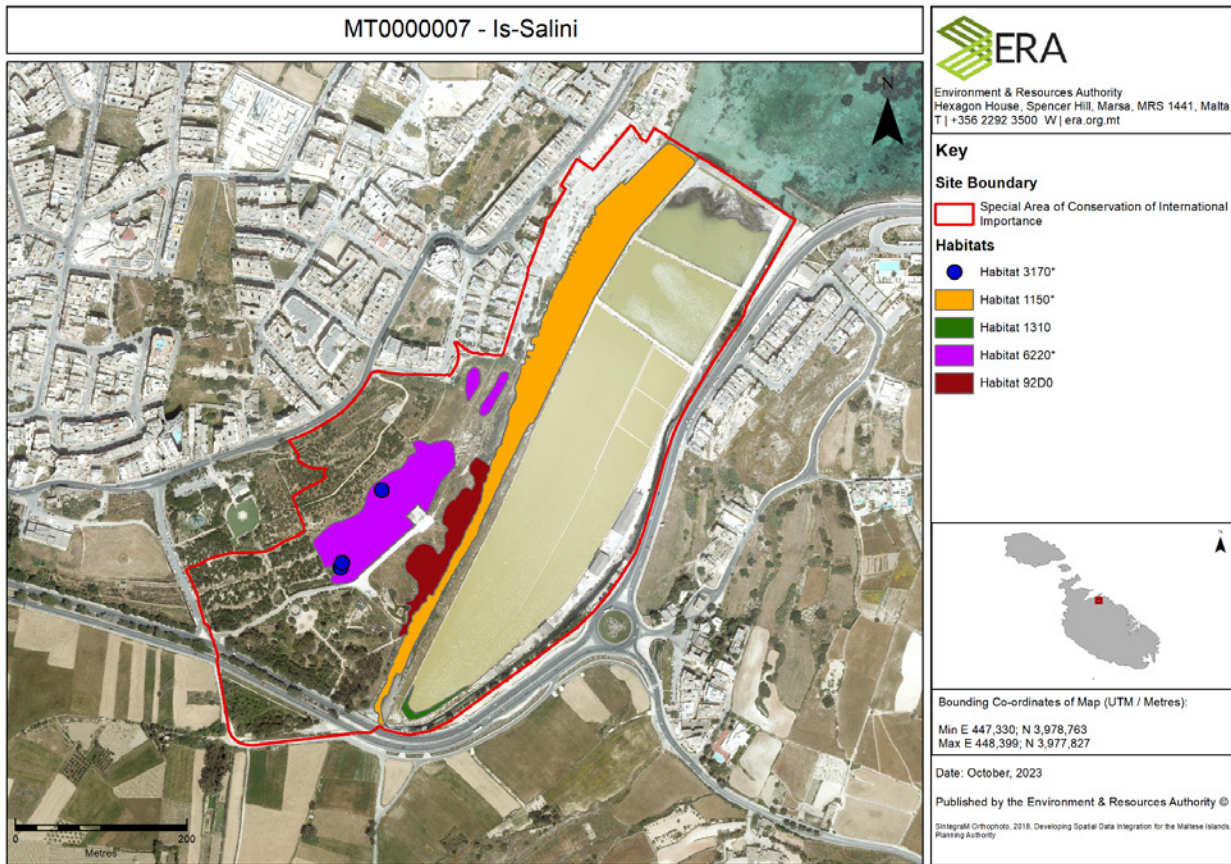 MT0000007 - Is-Salini
N
0
200
Metres
ERA
Environment & Resources Authority
Hexagon House, Spencer Hill, Marsa, MRS 1441, Malta
T | +356 2292 3500 W | era.org.mt
Key
Site Boundary
Special Area of Conservation of International
Importance
Habitats
Habitat 3170*
Habitat 1150*
Habitat 1310
Habitat 6220*
Habitat 92D0
Bounding Co-ordinates of Map (UTM / Metres):
Min E 447,330; N 3,978,763
Max E 448,399; N 3,977,827
Date: October, 2023
Published by the Environment & Resources Authority ©
SIntegraM Orthophoto, 2018, Developing Spatial Data Integration for the Maltese Islands,
Planning Authority